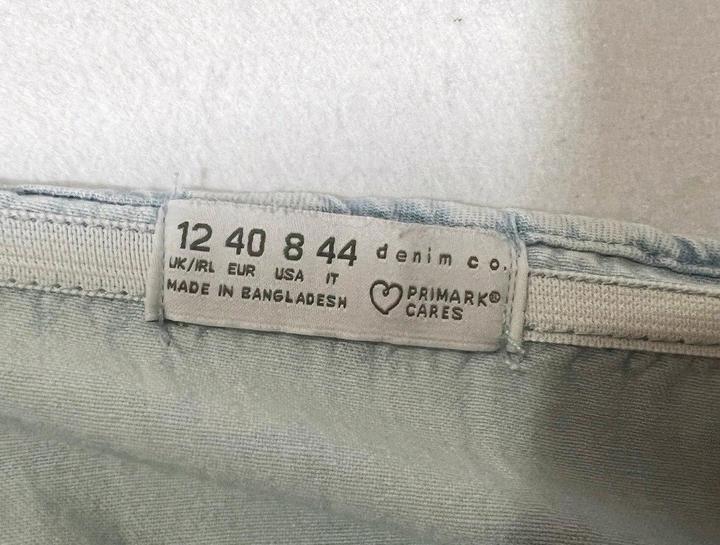 12 40 8 44 denim co.
UK/IRL EUR USA IT
MADE IN BANGLADESH PRIMARK®
CARES